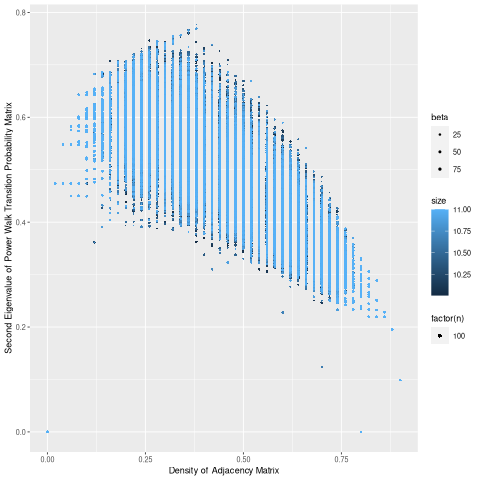 0.8
0.6
0.4
0.2
0.0
0.00 0.25 0.50 0.75
Density of Adjacency Matrix
Second Eigenvalue of Power Walk Transition Probability Matrix
beta
25
50
75
size
11.00
10.75
10.50
10.25
factor(n)
100